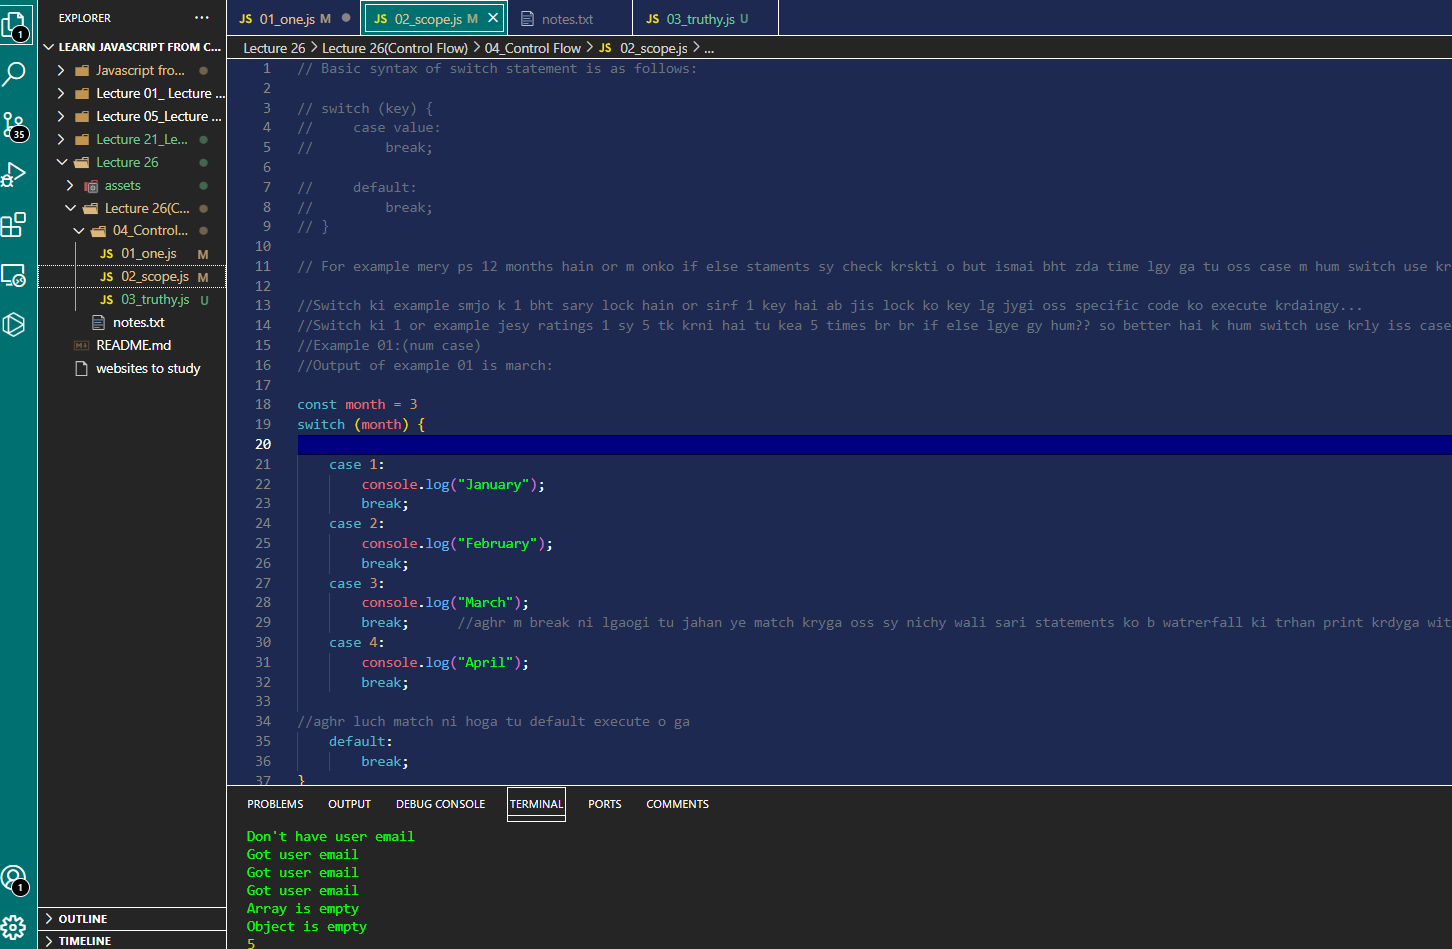 EXPLORER
LEARN JAVASCRIPT FROM C...
Javascript fro...
Lecture 01_ Lecture ...
Lecture 05_Lecture ...
Lecture 21_Le...
Lecture 26
assets
Lecture 26(C...
04_Control...
JS 01_one.js M
JS 02_scope.js M
JS 03_truthy.js U
notes.txt
README.md
websites to study
OUTLINE
TIMELINE
1
35
1
JS 01_one.js M
JS 02_scope.js M
notes.txt
JS 03_truthy.js U
Lecture 26 > Lecture 26(Control Flow) > 04_Control Flow > JS 02_scope.js > ...
1 // Basic syntax of switch statement is as follows:
2
3 // switch (key) {
4 //     case value:
5 //         break;
6
7 //     default:
8 //         break;
9 // }
10
11 // For example mery ps 12 months hain or m onko if else staments sy check krskti o but ismai bht zda time lgy ga tu oss case m hum switch use kr
12
13 //Switch ki example smjo k 1 bht sary lock hain or sirf 1 key hai ab jis lock ko key lg jygi oss specific code ko execute krdaingy...
14 //Switch ki 1 or example jesy ratings 1 sy 5 tk krni hai tu kea 5 times br br if else lgye gy hum?? so better hai k hum switch use krly iss case
15 //Example 01:(num case)
16 //Output of example 01 is march:
17
18 const month = 3
19 switch (month) {
20
21     case 1:
22         console.log("January");
23         break;
24     case 2:
25         console.log("February");
26         break;
27     case 3:
28         console.log("March");
29         break;      //aghr m break ni lgaogi tu jahan ye match kryga oss sy nichy wali sari statements ko b watrerfall ki trhan print krdyga wit
30     case 4:
31         console.log("April");
32         break;
33
34 //aghr luch match ni hoga tu default execute o ga
35     default:
36         break;
37 }
PROBLEMS OUTPUT DEBUG CONSOLE TERMINAL PORTS COMMENTS
Don't have user email
Got user email
Got user email
Got user email
Array is empty
Object is empty
5